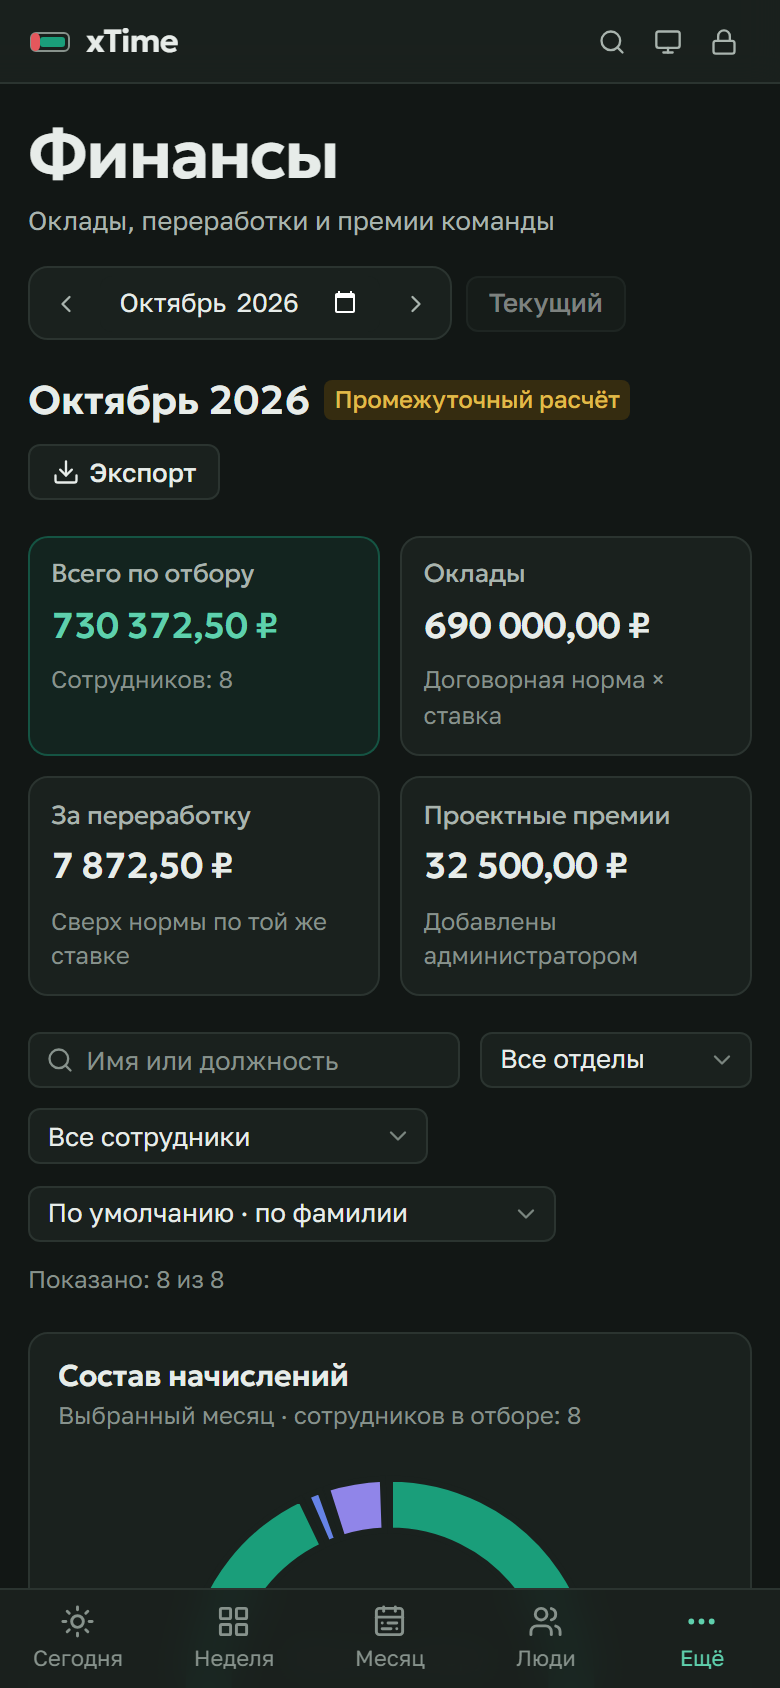 xTime
Финансы
Оклады, переработки и премии команды
Октябрь 2026
Текущий
Октябрь 2026
Промежуточный расчёт
Экспорт
Всего по отбору
730 372,50 ₽
Сотрудников: 8
Оклады
690 000,00 ₽
Договорная норма ×
ставка
За переработку
7 872,50 ₽
Сверх нормы по той же
ставке
Проектные премии
32 500,00 ₽
Добавлены
администратором
Имя или должность
Все отделы
Все сотрудники
По умолчанию · по фамилии
Показано: 8 из 8
Состав начислений
Выбранный месяц · сотрудников в отборе: 8
Сегодня
Неделя
Месяц
Люди
Ещё